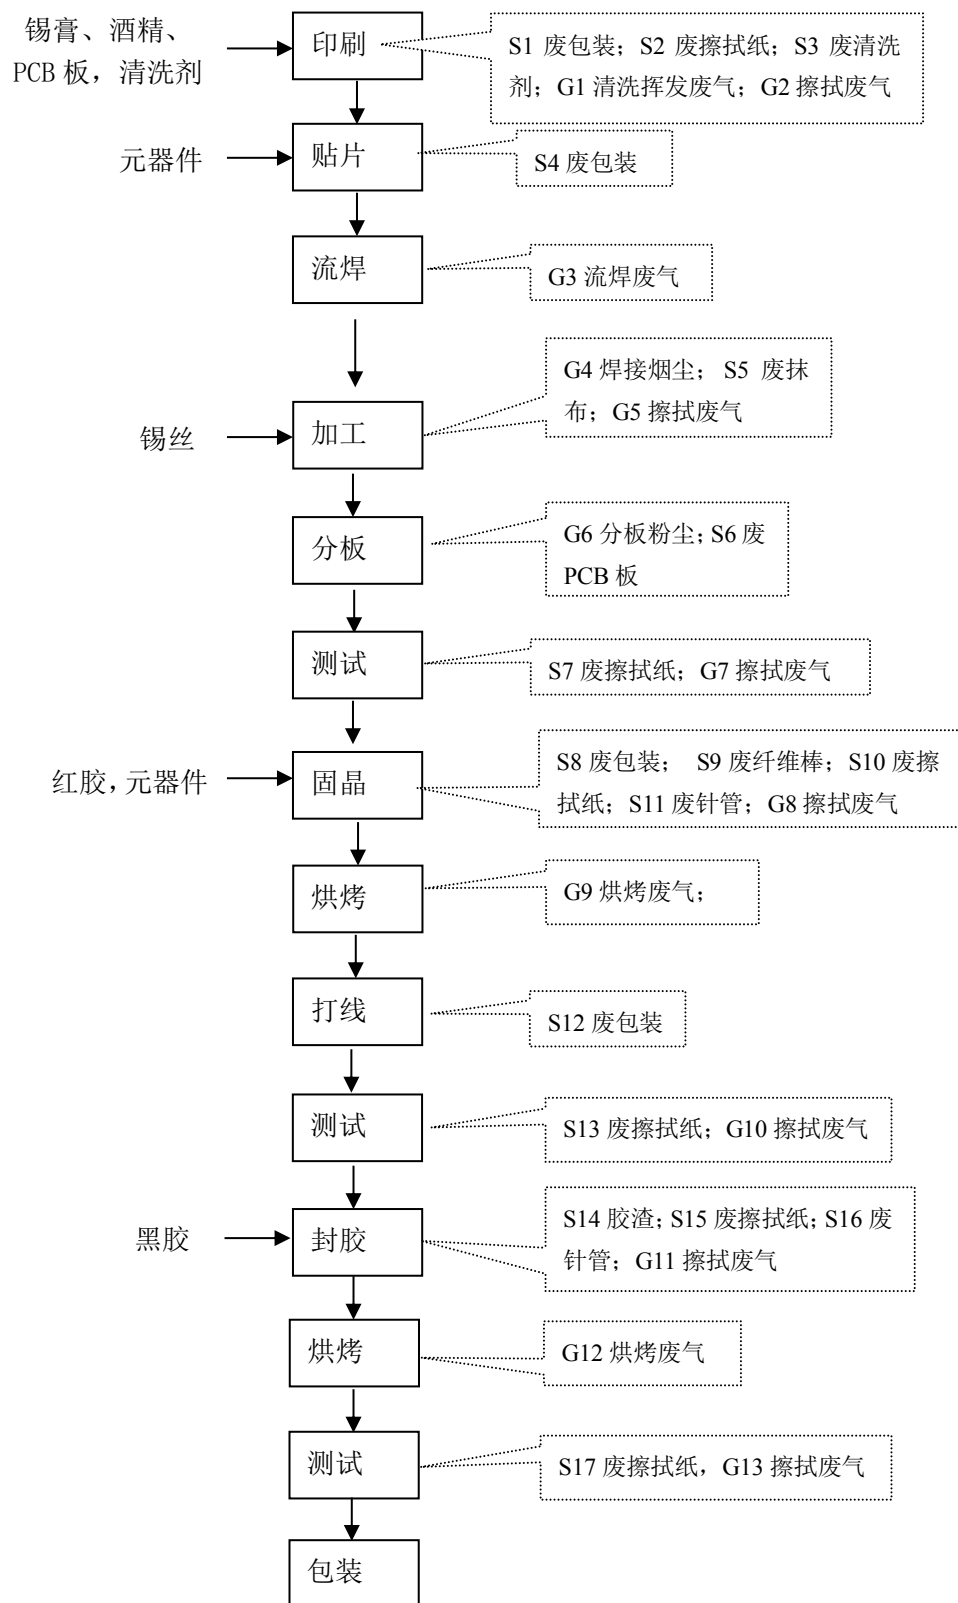 锡膏、酒精、
PCB 板，清洗剂
印刷
S1 废包装；S2 废擦拭纸；S3 废清洗
剂；G1 清洗挥发废气；G2 擦拭废气
元器件
贴片
S4 废包装
流焊
G3 流焊废气
锡丝
加工
G4 焊接烟尘； S5 废抹
布；G5 擦拭废气
分板
G6 分板粉尘；S6 废
PCB 板
测试
S7 废擦拭纸；G7 擦拭废气
红胶，元器件
固晶
S8 废包装； S9 废纤维棒；S10 废擦
拭纸；S11 废针管；G8 擦拭废气
烘烤
G9 烘烤废气；
打线
S12 废包装
测试
S13 废擦拭纸；G10 擦拭废气
黑胶
封胶
S14 胶渣；S15 废擦拭纸；S16 废
针管；G11 擦拭废气
烘烤
G12 烘烤废气
测试
S17 废擦拭纸，G13 擦拭废气
包装